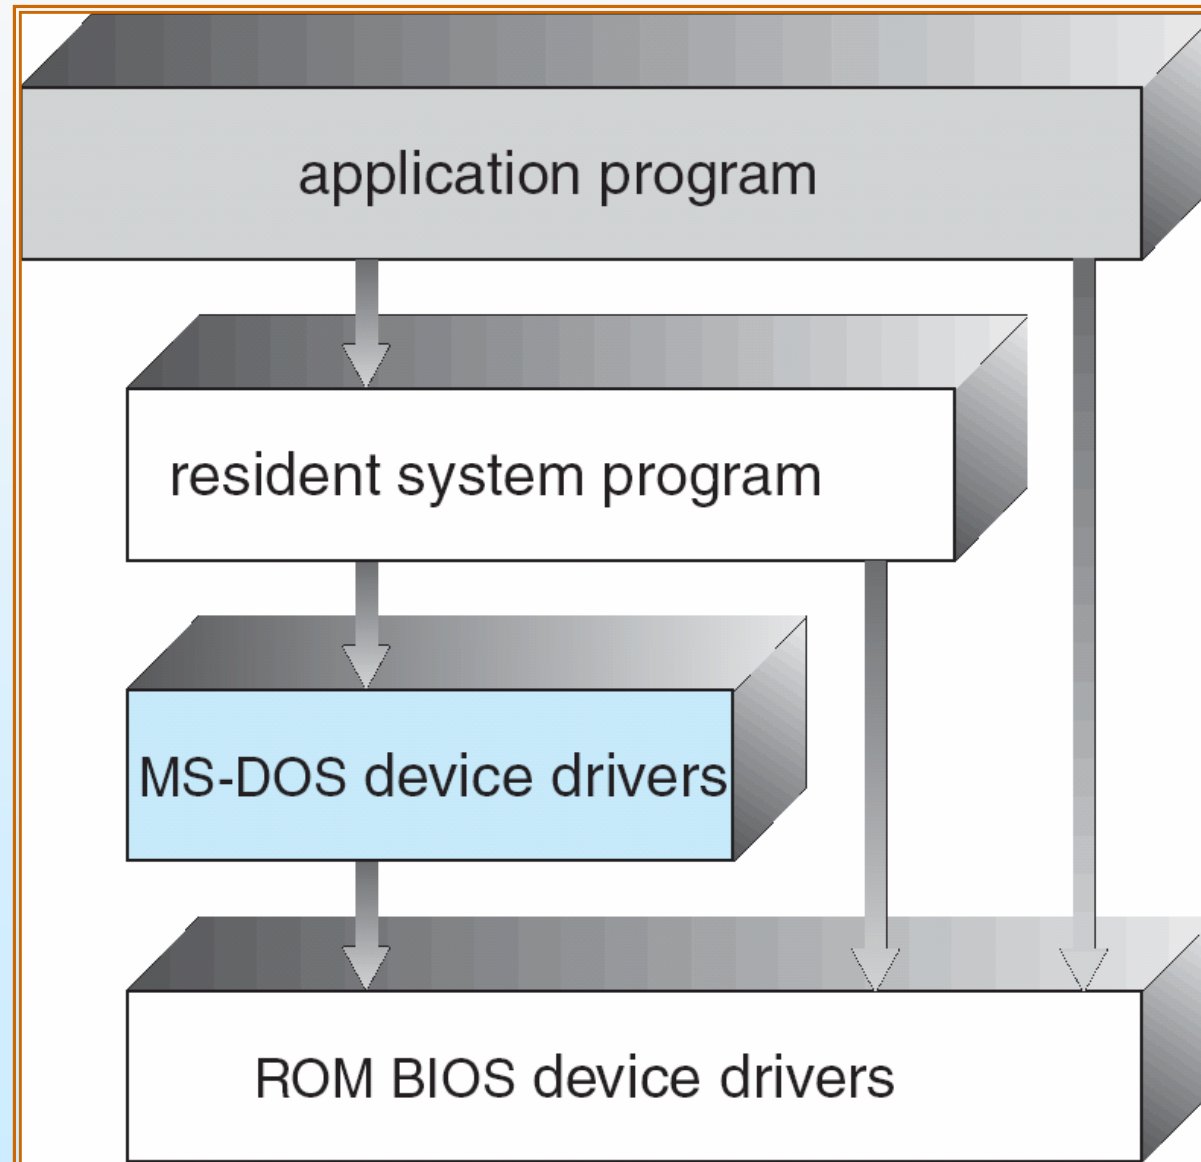 application program
resident system program
MS-DOS device drivers
ROM BIOS device drivers